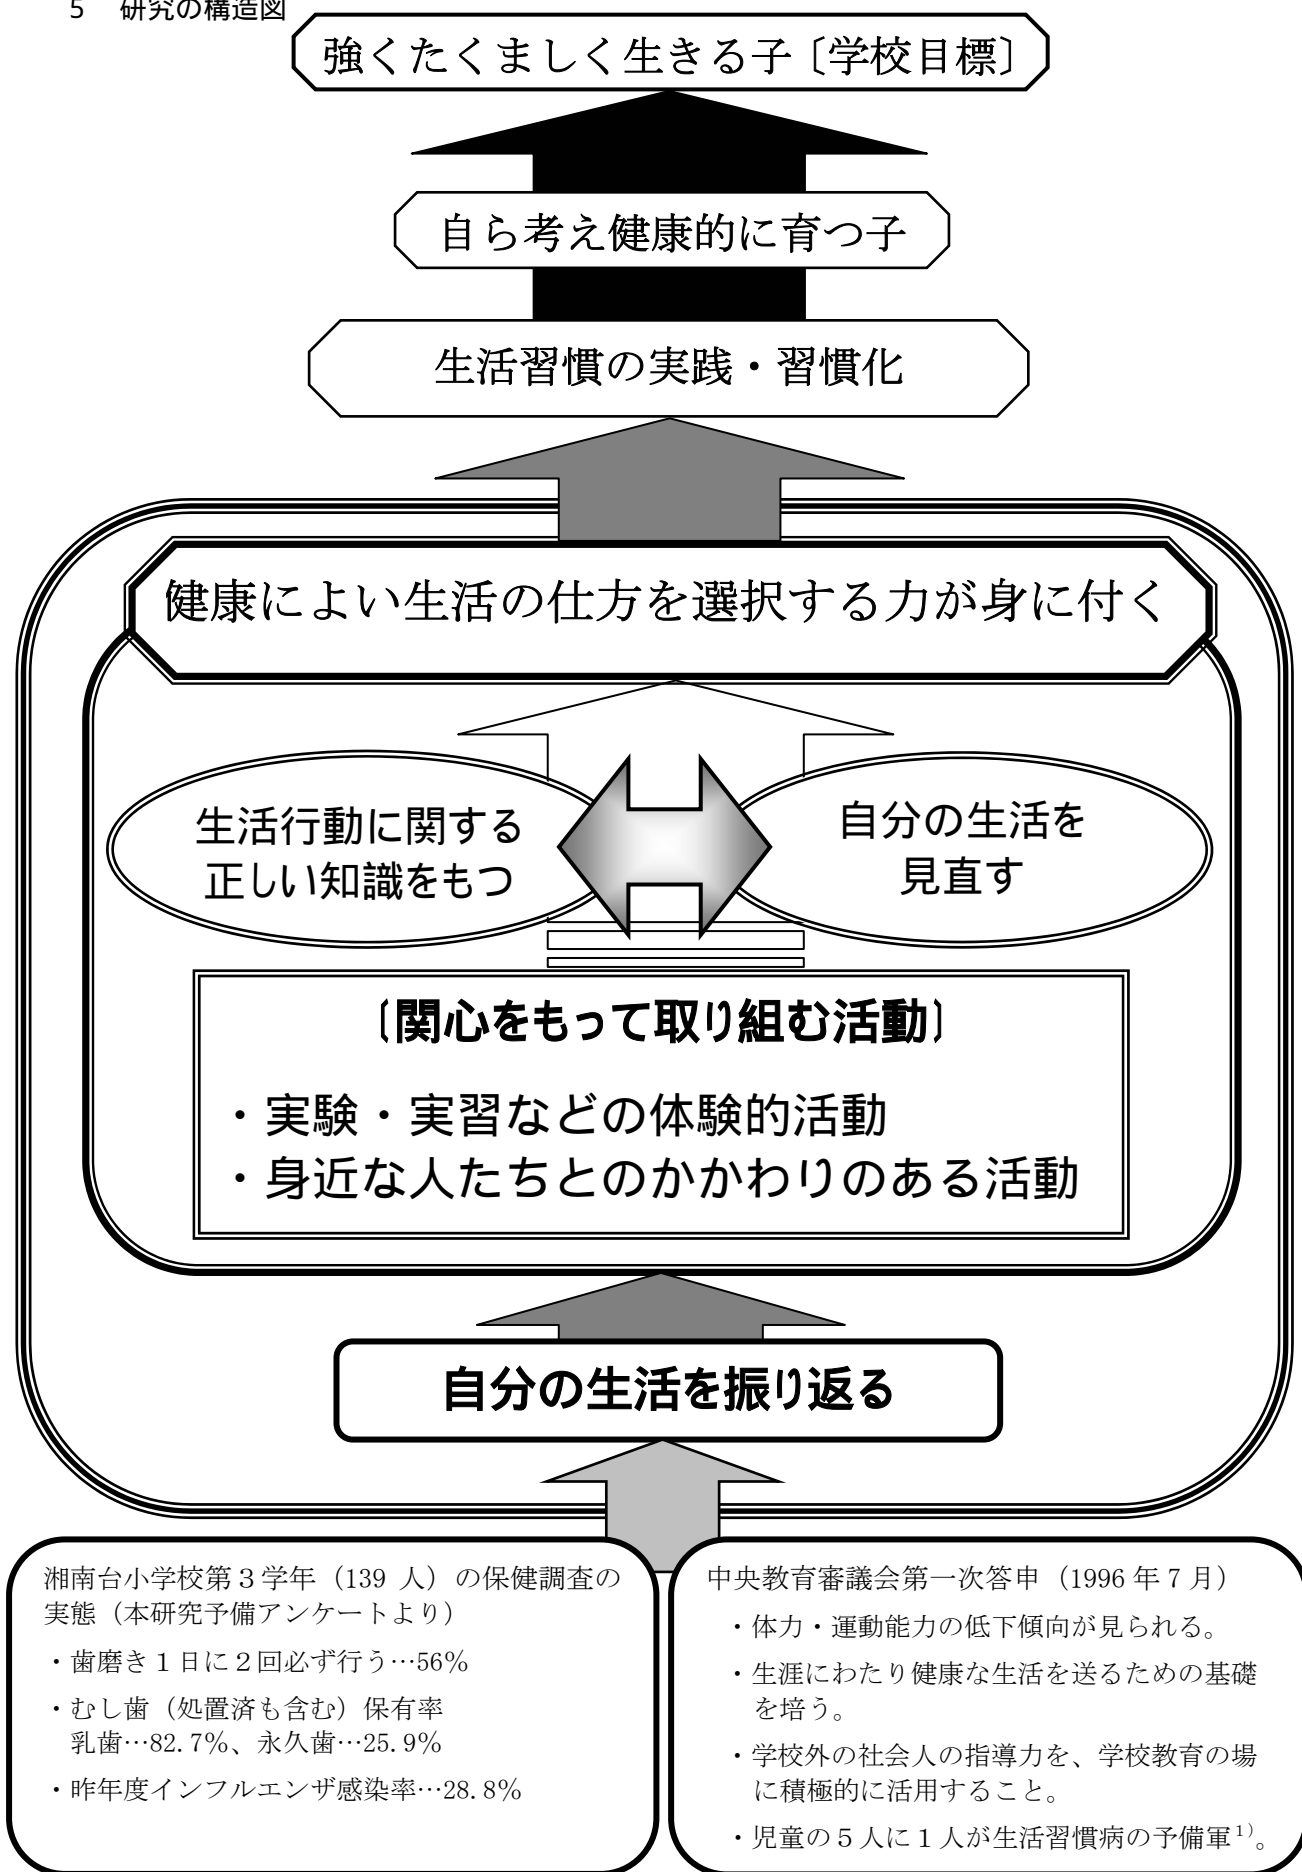 5　研究の構造図
強くたくましく生きる子〔学校目標〕
自ら考え健康的に育つ子
生活習慣の実践・習慣化
健康によい生活の仕方を選択する力が身に付く
生活行動に関する
正しい知識をもつ
自分の生活を
見直す
〔関心をもって取り組む活動〕
・実験・実習などの体験的活動
・身近な人たちとのかかわりのある活動
自分の生活を振り返る
湘南台小学校第３学年（139 人）の保健調査の
実態（本研究予備アンケートより）
・歯磨き１日に２回必ず行う…56%
・むし歯（処置済も含む）保有率
乳歯…82.7%、永久歯…25.9%
・昨年度インフルエンザ感染率…28.8%
中央教育審議会第一次答申（1996 年７月）
・体力・運動能力の低下傾向が見られる。
・生涯にわたり健康な生活を送るための基礎
を培う。
・学校外の社会人の指導力を、学校教育の場
に積極的に活用すること。
・児童の５人に１人が生活習慣病の予備軍1)。